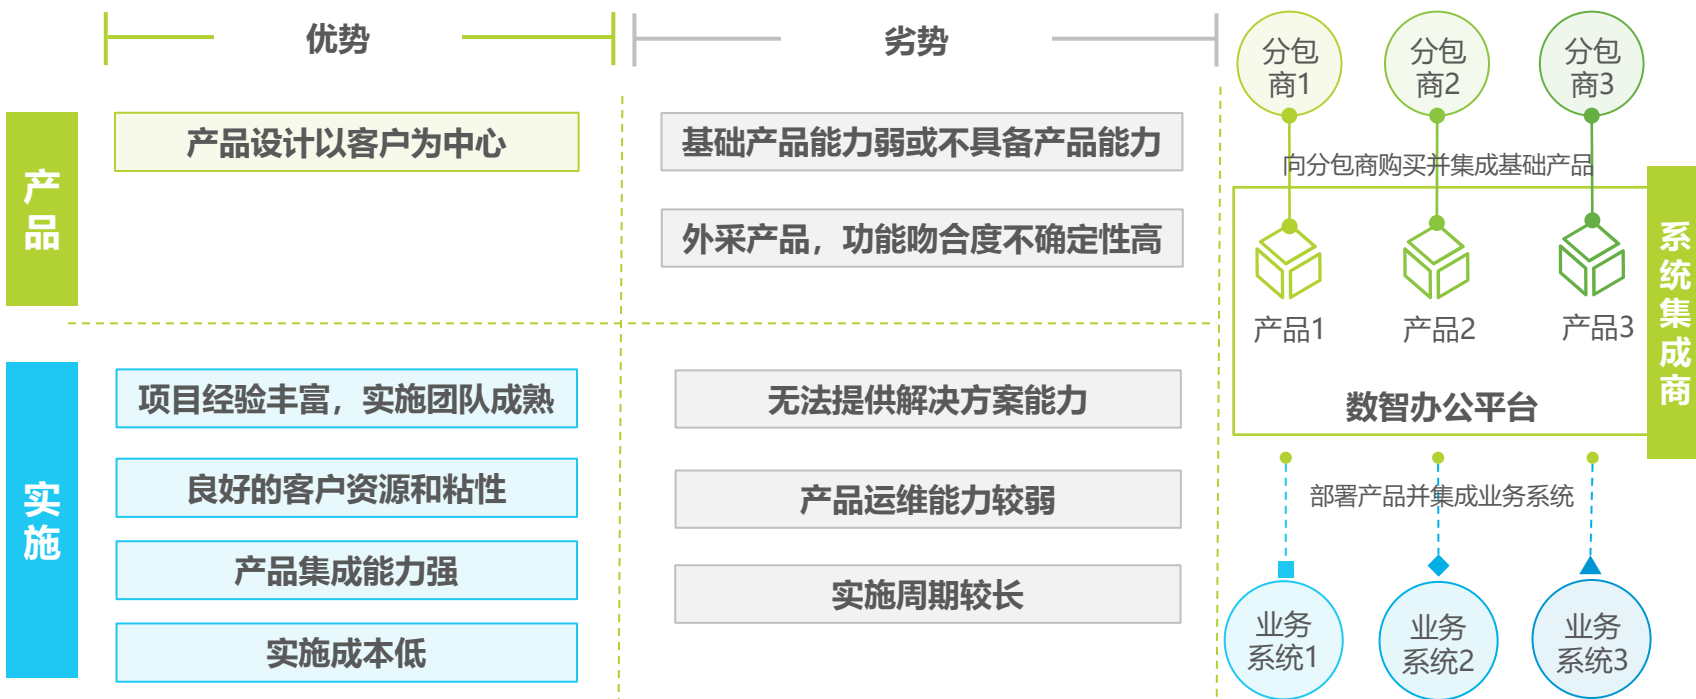 优势
劣势
产品
产品设计以客户为中心
基础产品能力弱或不具备产品能力
外采产品，功能吻合度不确定性高
实施
项目经验丰富，实施团队成熟
良好的客户资源和粘性
产品集成能力强
实施成本低
无法提供解决方案能力
产品运维能力较弱
实施周期较长
分包
商1
分包
商2
分包
商3
向分包商购买并集成基础产品
产品1
产品2
产品3
数智办公平台
系统集成商
部署产品并集成业务系统
业务
系统1
业务
系统2
业务
系统3